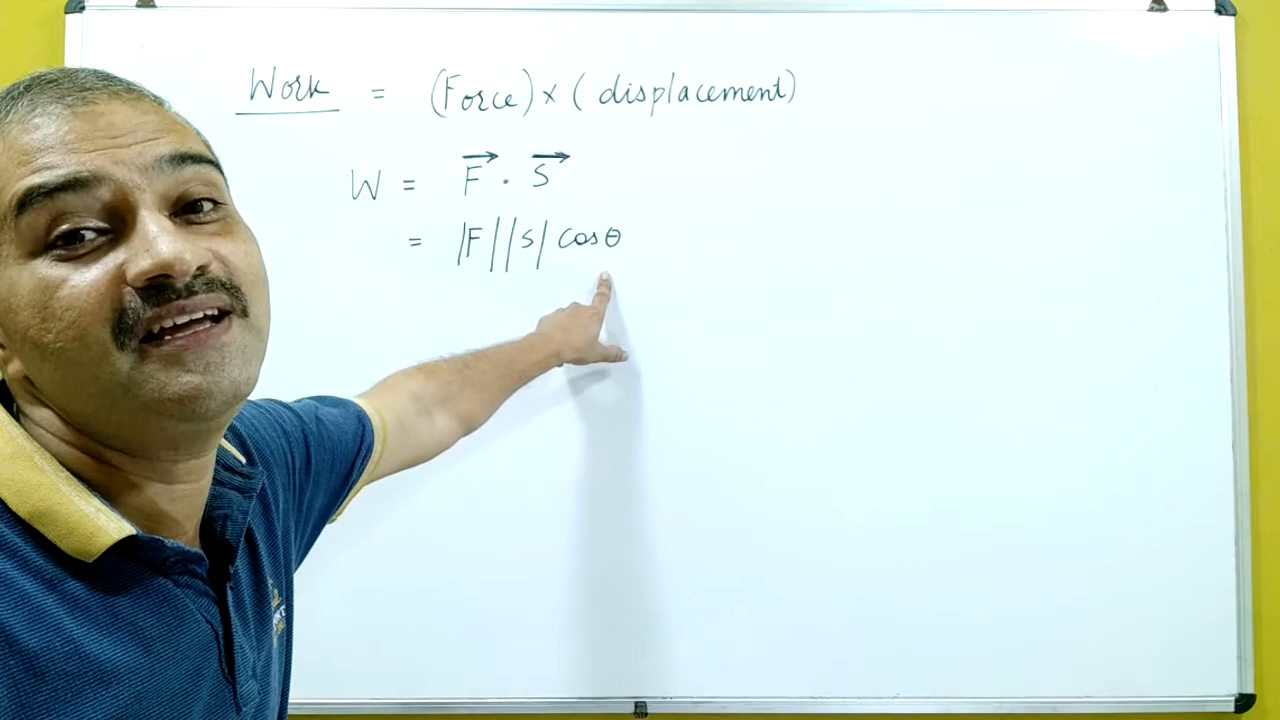 Work = (Force) × (displacement)
W = F⃗ · S⃗
= |F||S| cosθ